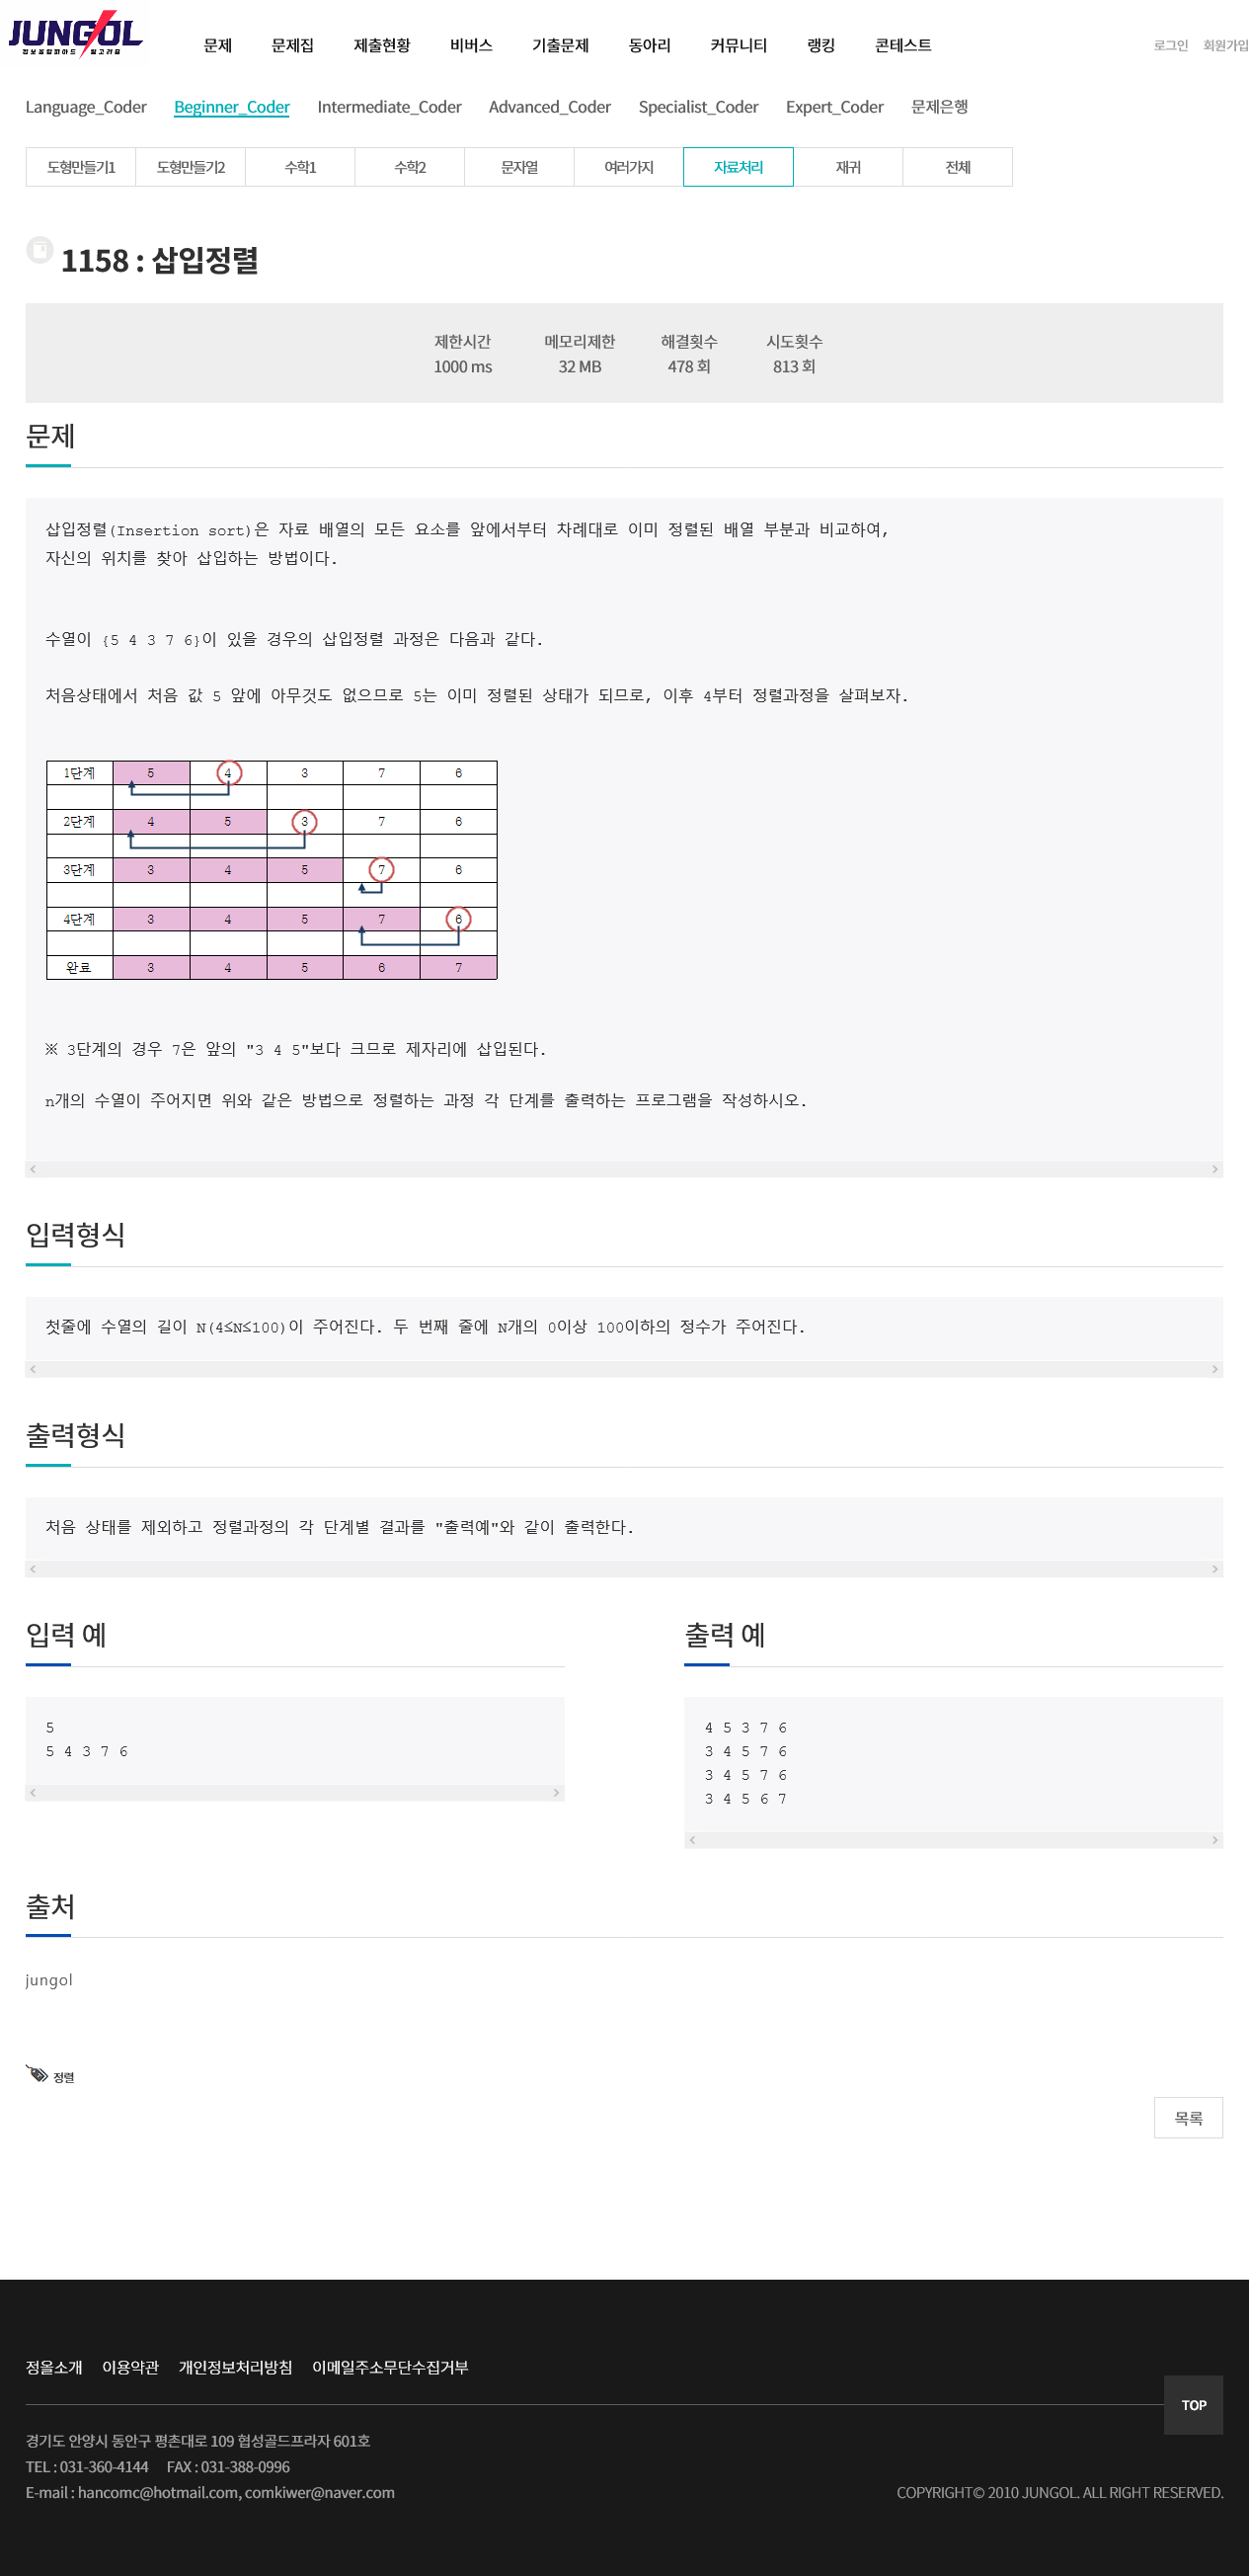 JUNGOL
정보올림피아드 알고리즘
문제 문제집 제출현황 비버스 기출문제 동아리 커뮤니티 랭킹 콘테스트
로그인 회원가입
Language_Coder Beginner_Coder Intermediate_Coder Advanced_Coder Specialist_Coder Expert_Coder 문제은행
도형만들기1 도형만들기2 수학1 수학2 문자열 여러가지 자료처리 재귀 전체
1158 : 삽입정렬
제한시간 메모리제한 해결횟수 시도횟수
1000 ms 32 MB 478 회 813 회
문제
삽입정렬(Insertion sort)은 자료 배열의 모든 요소를 앞에서부터 차례대로 이미 정렬된 배열 부분과 비교하여,
자신의 위치를 찾아 삽입하는 방법이다.
수열이 {5 4 3 7 6}이 있을 경우의 삽입정렬 과정은 다음과 같다.
처음상태에서 처음 값 5 앞에 아무것도 없으므로 5는 이미 정렬된 상태가 되므로, 이후 4부터 정렬과정을 살펴보자.
1단계 5 4 3 7 6
2단계 4 5 3 7 6
3단계 3 4 5 7 6
4단계 3 4 5 7 6
완료 3 4 5 6 7
※ 3단계의 경우 7은 앞의 "3 4 5"보다 크므로 제자리에 삽입된다.
n개의 수열이 주어지면 위와 같은 방법으로 정렬하는 과정 각 단계를 출력하는 프로그램을 작성하시오.
입력형식
첫줄에 수열의 길이 N(4≤N≤100)이 주어진다. 두 번째 줄에 N개의 0이상 100이하의 정수가 주어진다.
출력형식
처음 상태를 제외하고 정렬과정의 각 단계별 결과를 "출력예"와 같이 출력한다.
입력 예
5
5 4 3 7 6
출력 예
4 5 3 7 6
3 4 5 7 6
3 4 5 7 6
3 4 5 6 7
출처
jungol
정렬
목록
정올소개 이용약관 개인정보처리방침 이메일주소무단수집거부
TOP
경기도 안양시 동안구 평촌대로 109 협성골드프라자 601호
TEL : 031-360-4144 FAX : 031-388-0996
E-mail : hancomc@hotmail.com, comkiwer@naver.com
COPYRIGHT© 2010 JUNGOL. ALL RIGHT RESERVED.